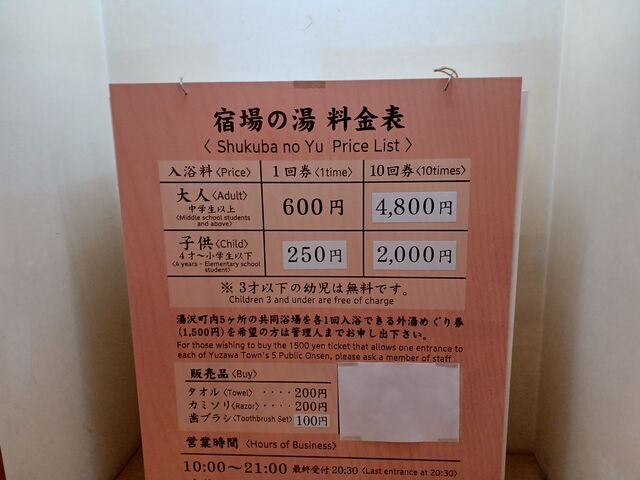 宿場の湯 料金表
〈 Shukuba no Yu Price List 〉
入浴料〈Price〉 1回券〈1time〉 10回券〈10times〉
大人〈Adult〉 600円 4,800円
中学生以上
〈Middle school students
and above〉
子供〈Child〉 250円 2,000円
4才〜小学生以下
〈4 years - Elementary school
student〉
※ 3才以下の幼児は無料です。
Children 3 and under are free of charge
湯沢町内5ヶ所の共同浴場を各1回入浴できる外湯めぐり券
(1,500円)を希望の方は管理人までお申し出下さい。
For those wishing to buy the 1500 yen ticket that allows one entrance to
each of Yuzawa Town's 5 Public Onsen, please ask a member of staff
販売品〈Buy〉
タオル〈Towel〉 ････200円
カミソリ〈Razor〉････200円
歯ブラシ〈Toothbrush Set〉100円
営業時間 〈Hours of Business〉
10:00〜21:00 最終受付 20:30 〈Last entrance at 20:30〉